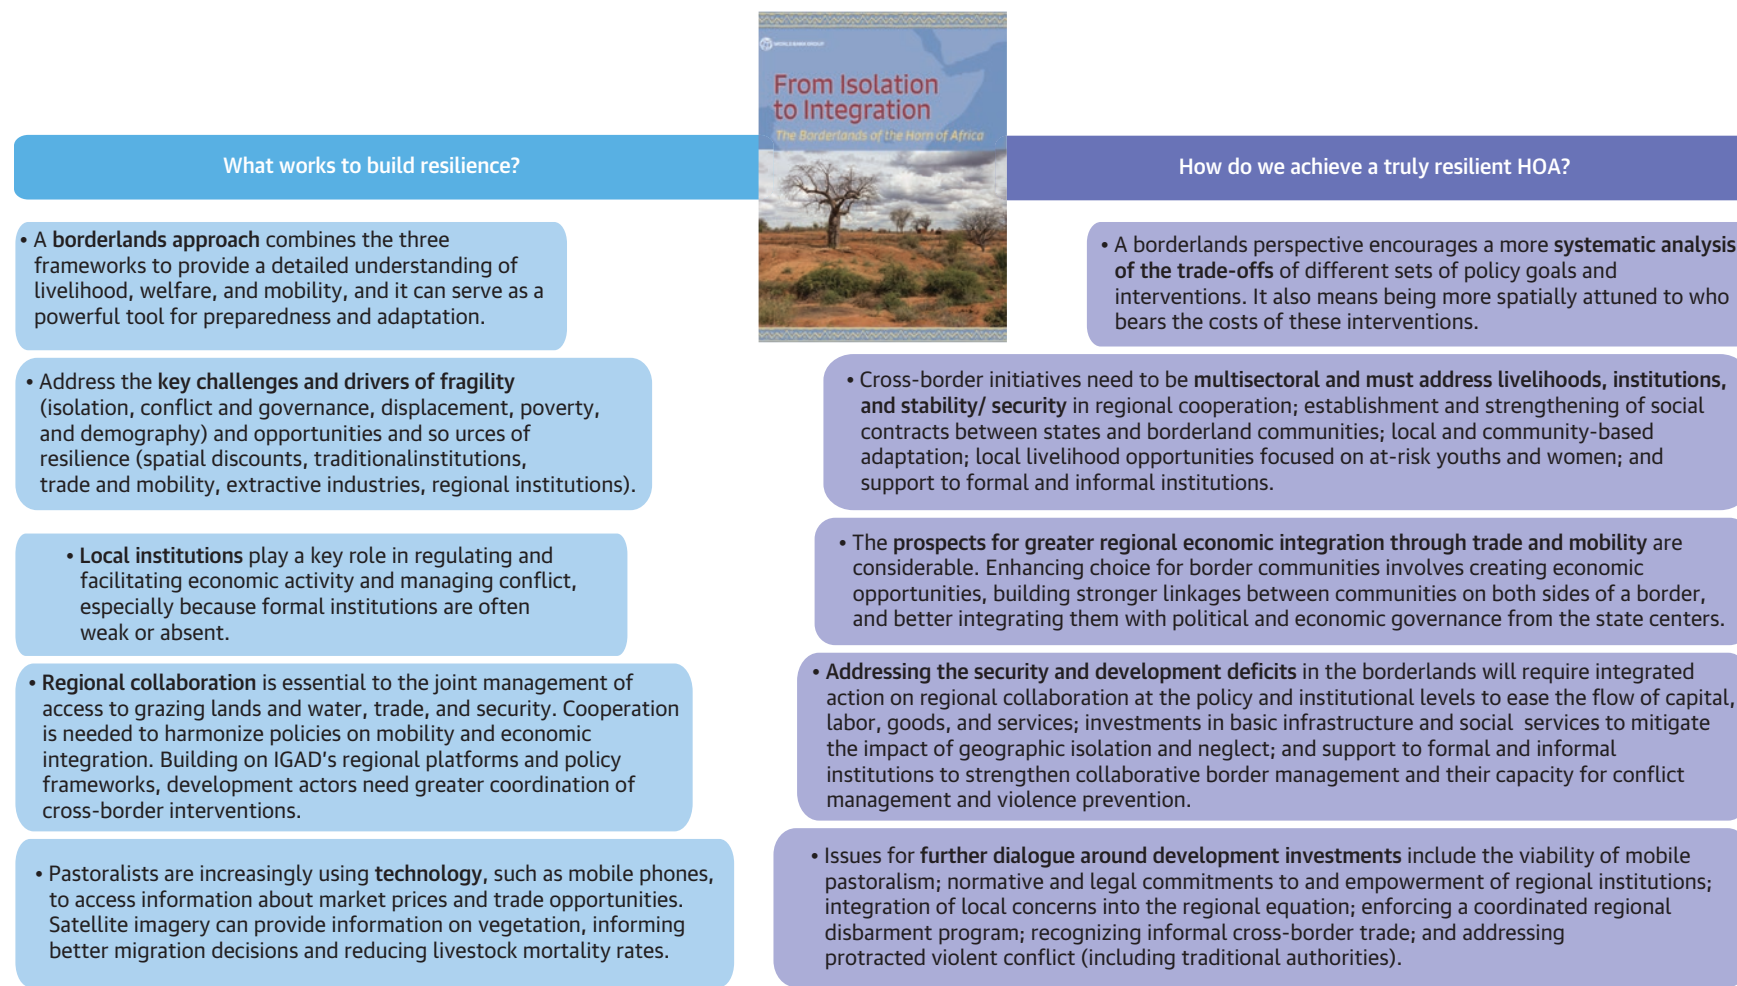 WORLD BANK GROUP
From Isolation
to Integration
The Borderlands of the Horn of Africa
What works to build resilience?
• A borderlands approach combines the three
frameworks to provide a detailed understanding of
livelihood, welfare, and mobility, and it can serve as a
powerful tool for preparedness and adaptation.
• Address the key challenges and drivers of fragility
(isolation, conflict and governance, displacement, poverty,
and demography) and opportunities and so urces of
resilience (spatial discounts, traditionalinstitutions,
trade and mobility, extractive industries, regional institutions).
• Local institutions play a key role in regulating and
facilitating economic activity and managing conflict,
especially because formal institutions are often
weak or absent.
• Regional collaboration is essential to the joint management of
access to grazing lands and water, trade, and security. Cooperation
is needed to harmonize policies on mobility and economic
integration. Building on IGAD's regional platforms and policy
frameworks, development actors need greater coordination of
cross-border interventions.
• Pastoralists are increasingly using technology, such as mobile phones,
to access information about market prices and trade opportunities.
Satellite imagery can provide information on vegetation, informing
better migration decisions and reducing livestock mortality rates.
How do we achieve a truly resilient HOA?
• A borderlands perspective encourages a more systematic analysis
of the trade-offs of different sets of policy goals and
interventions. It also means being more spatially attuned to who
bears the costs of these interventions.
• Cross-border initiatives need to be multisectoral and must address livelihoods, institutions,
and stability/ security in regional cooperation; establishment and strengthening of social
contracts between states and borderland communities; local and community-based
adaptation; local livelihood opportunities focused on at-risk youths and women; and
support to formal and informal institutions.
• The prospects for greater regional economic integration through trade and mobility are
considerable. Enhancing choice for border communities involves creating economic
opportunities, building stronger linkages between communities on both sides of a border,
and better integrating them with political and economic governance from the state centers.
• Addressing the security and development deficits in the borderlands will require integrated
action on regional collaboration at the policy and institutional levels to ease the flow of capital,
labor, goods, and services; investments in basic infrastructure and social services to mitigate
the impact of geographic isolation and neglect; and support to formal and informal
institutions to strengthen collaborative border management and their capacity for conflict
management and violence prevention.
• Issues for further dialogue around development investments include the viability of mobile
pastoralism; normative and legal commitments to and empowerment of regional institutions;
integration of local concerns into the regional equation; enforcing a coordinated regional
disbarment program; recognizing informal cross-border trade; and addressing
protracted violent conflict (including traditional authorities).